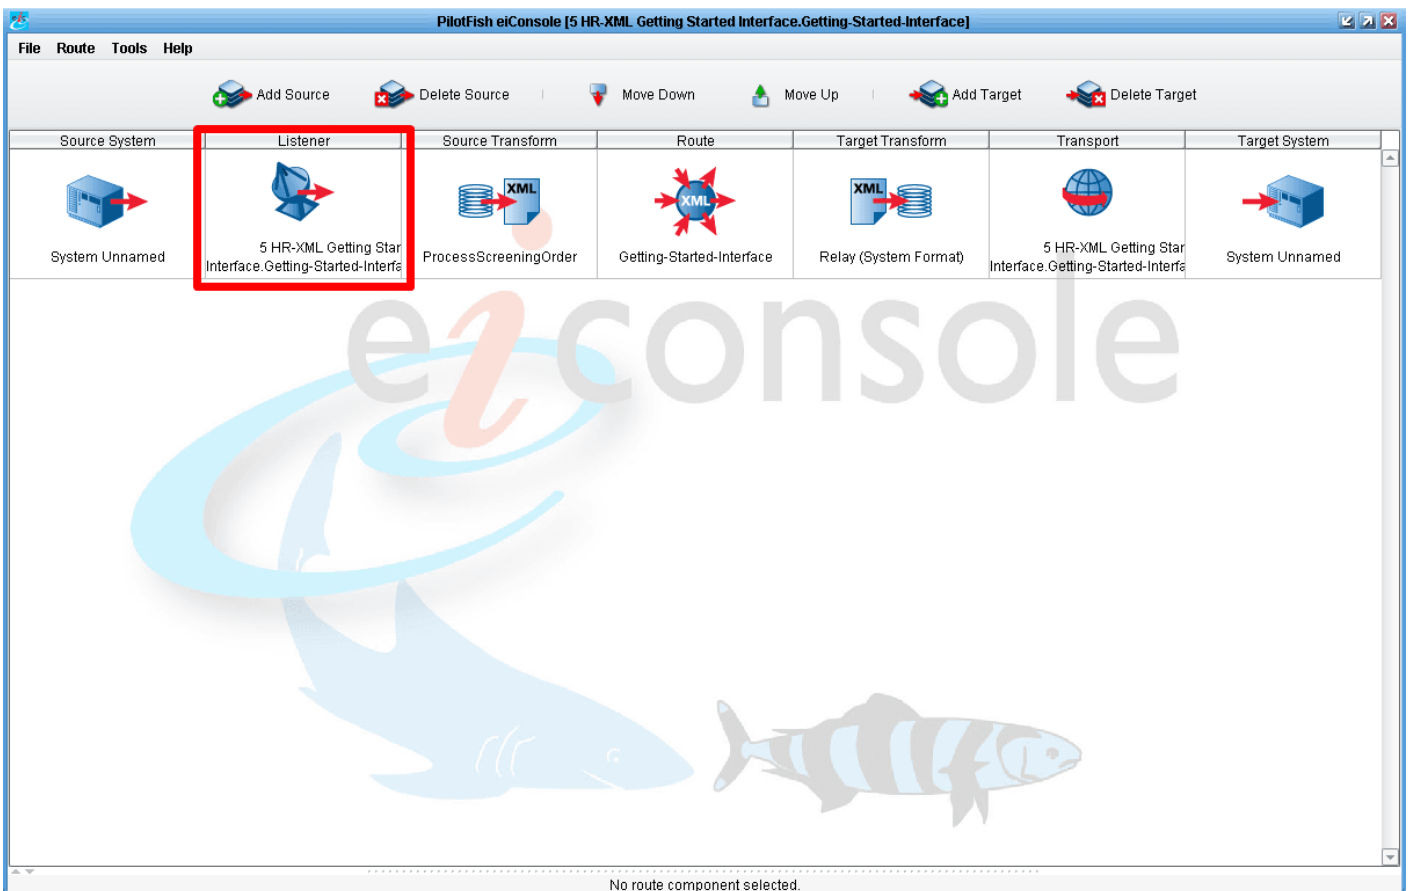 PilotFish eiConsole [5 HR-XML Getting Started Interface.Getting-Started-Interface]
File Route Tools Help
Add Source Delete Source Move Down Move Up Add Target Delete Target
Source System Listener Source Transform Route Target Transform Transport Target System
XML XML XML
5 HR-XML Getting Star 5 HR-XML Getting Star
System Unnamed Interface.Getting-Started-Interfa ProcessScreeningOrder Getting-Started-Interface Relay (System Format) Interface.Getting-Started-Interfa System Unnamed
eiconsole
No route component selected.